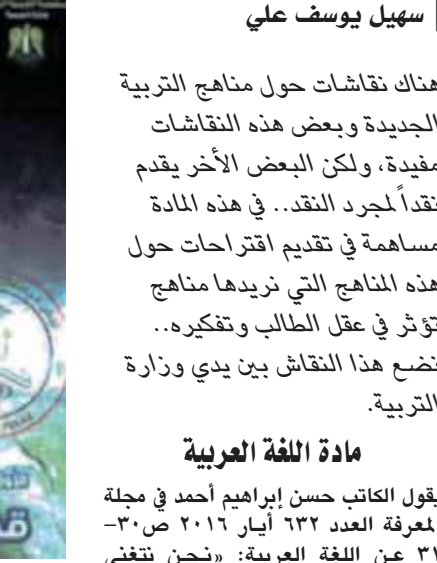 سهيل يوسف علي
هناك نقاشات حول مناهج التربية
الجديدة وبعض هذه النقاشات
مفيدة، ولكن البعض الأخر يقدم
نقداً لمجرد النقد.. في هذه المادة
مساهمة في تقديم اقتراحات حول
هذه المناهج التي نريدها مناهج
تؤثر في عقل الطالب وتفكيره..
نضع هذا النقاش بين يدي وزارة
التربية.
مادة اللغة العربية
يقول الكاتب حسن إبراهيم أحمد في مجلة
المعرفة العدد ٦٣٢ أيار ٢٠١٦ ص٣٠-
٣١ عن اللغة العربية: «نحن نتغنى